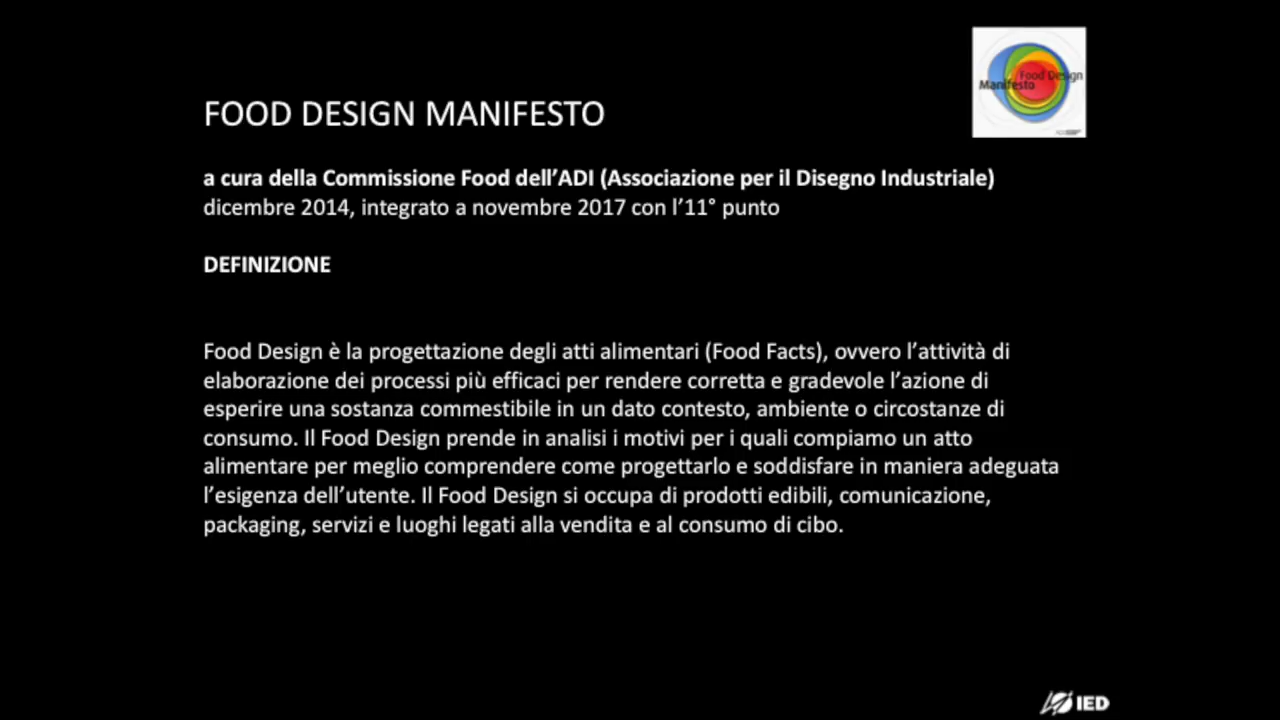 Food Design
Manifesto
FOOD DESIGN MANIFESTO
a cura della Commissione Food dell’ADI (Associazione per il Disegno Industriale)
dicembre 2014, integrato a novembre 2017 con l’11° punto
DEFINIZIONE
Food Design è la progettazione degli atti alimentari (Food Facts), ovvero l’attività di
elaborazione dei processi più efficaci per rendere corretta e gradevole l’azione di
esperire una sostanza commestibile in un dato contesto, ambiente o circostanze di
consumo. Il Food Design prende in analisi i motivi per i quali compiamo un atto
alimentare per meglio comprendere come progettarlo e soddisfare in maniera adeguata
l’esigenza dell’utente. Il Food Design si occupa di prodotti edibili, comunicazione,
packaging, servizi e luoghi legati alla vendita e al consumo di cibo.
IED